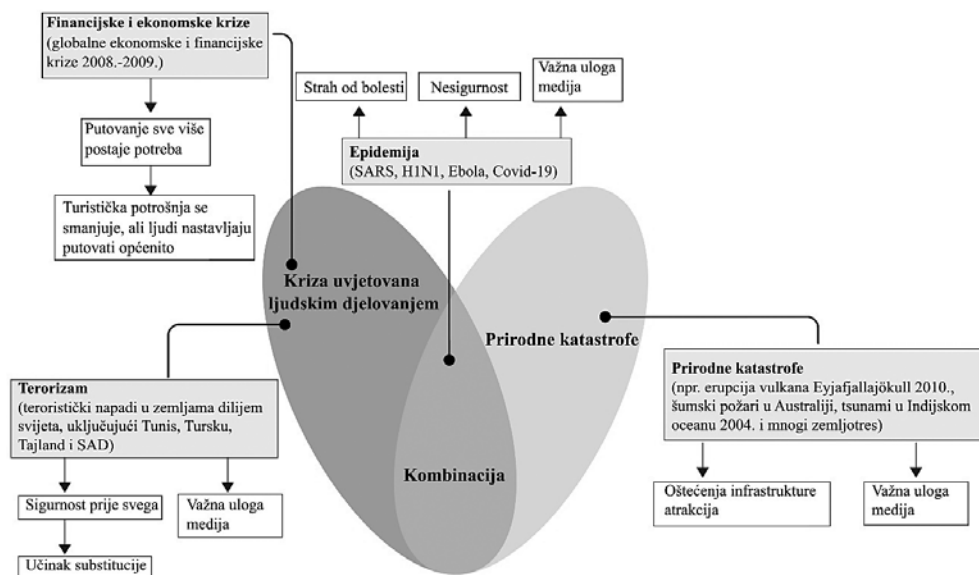 Financijske i ekonomske krize
(globalne ekonomske i financijske
krize 2008.-2009.)
Putovanje sve više
postaje potreba
Turistička potrošnja se
smanjuje, ali ljudi nastavljaju
putovati općenito
Strah od bolesti
Nesigurnost
Važna uloga
medija
Epidemija
(SARS, H1N1, Ebola, Covid-19)
Kriza uvjetovana
ljudskim djelovanjem
Prirodne katastrofe
Kombinacija
Terorizam
(teroristički napadi u zemljama dilijem
svijeta, uključujući Tunis, Tursku,
Tajland i SAD)
Sigurnost prije svega
Učinak substitucije
Važna uloga
medija
Prirodne katastrofe
(npr. erupcija vulkana Eyjafjallajökull 2010.,
šumski požari u Australiji, tsunami u Indijskom
oceanu 2004. i mnogi zemljotres)
Oštećenja infrastrukture
atrakcija
Važna uloga
medija